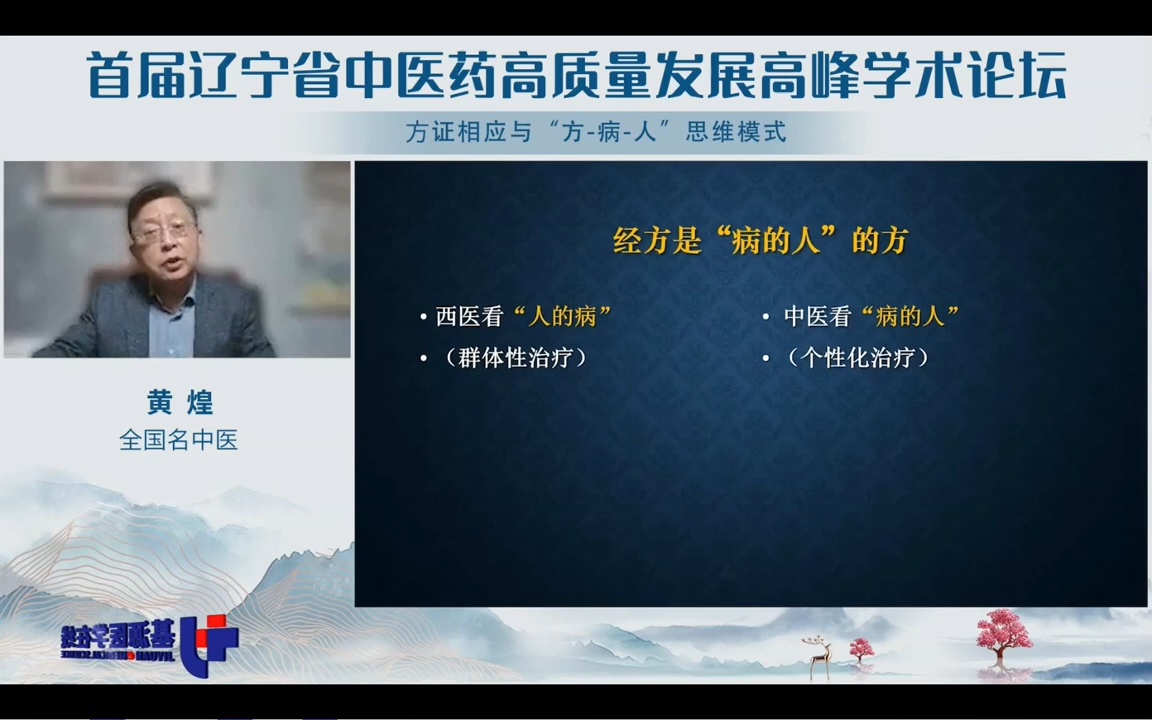 首届辽宁省中医药高质量发展高峰学术论坛
方证相应与“方-病-人”思维模式
经方是“病的人”的方
• 西医看“人的病”
• （群体性治疗）
• 中医看“病的人”
• （个性化治疗）
黄 煌
全国名中医